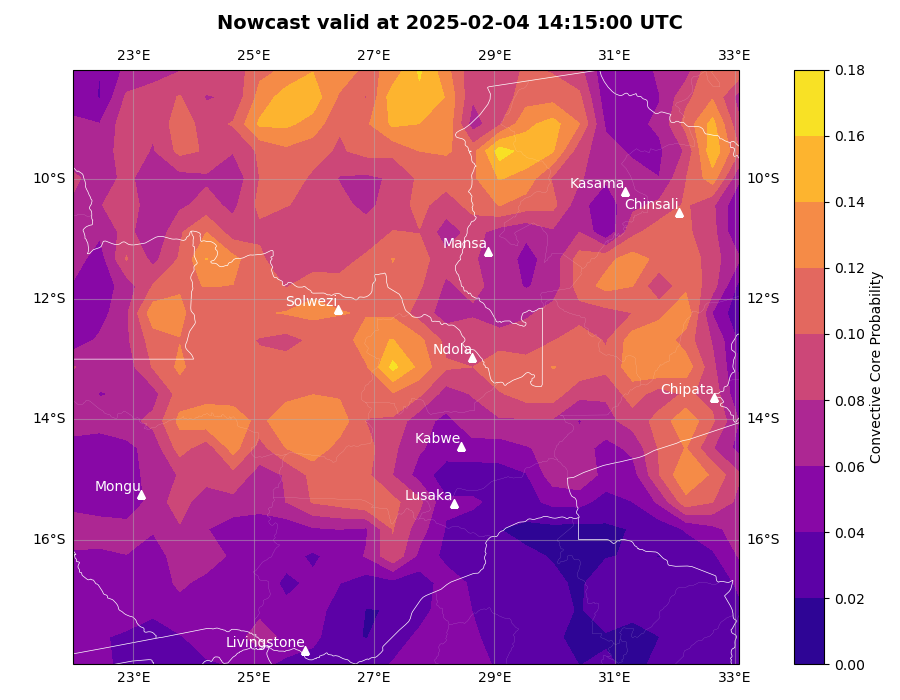 Nowcast valid at 2025-02-04 14:15:00 UTC
23°E 25°E 27°E 29°E 31°E 33°E
0.18
0.16
0.14
0.12
0.10
0.08
0.06
0.04
0.02
0.00
Convective Core Probability
10°S 10°S
12°S 12°S
14°S 14°S
16°S 16°S
Kasama
Chinsali
Mansa
Solwezi
Ndola
Chipata
Kabwe
Mongu
Lusaka
Livingstone
23°E 25°E 27°E 29°E 31°E 33°E